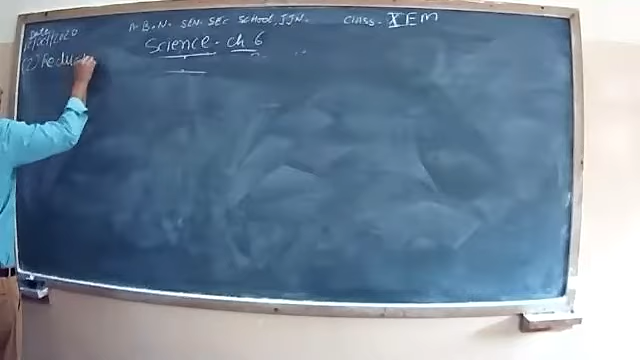 A.B.N. SEN. SEC SCHOOL, JJN. Class - X EM
Date
Science - Ch 6
(2) Reduct